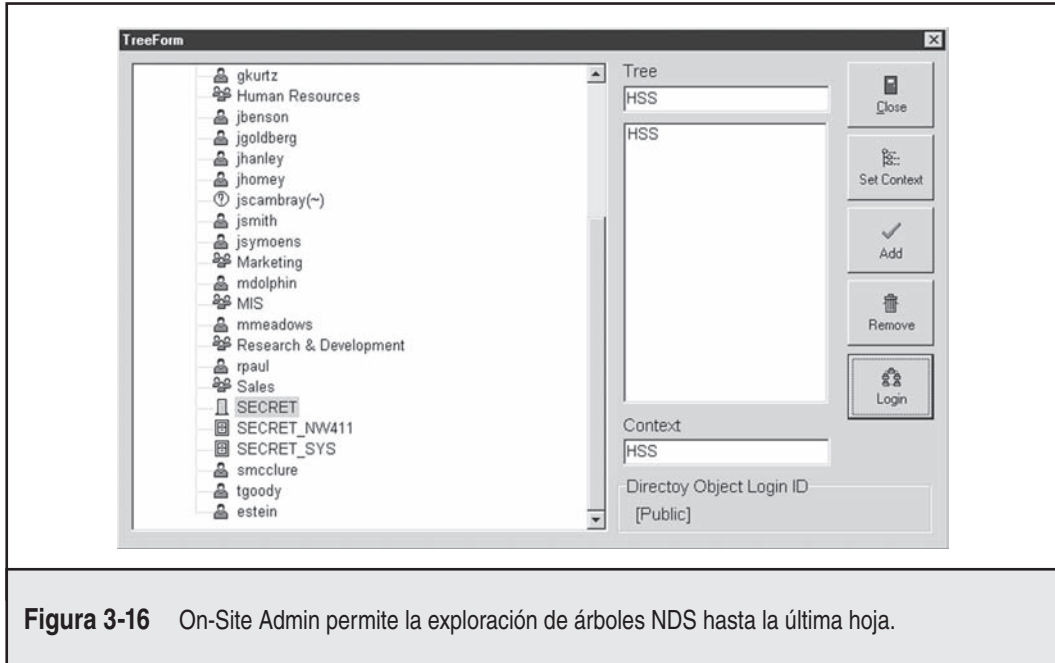 TreeForm
gkurtz
Human Resources
jbenson
jgoldberg
jhanley
jhomey
jscambray(~)
jsmith
jsymoens
Marketing
mdolphin
MIS
mmeadows
Research & Development
rpaul
Sales
SECRET
SECRET_NW411
SECRET_SYS
smcclure
tgoody
estein
Tree
HSS
HSS
Context
HSS
Directoy Object Login ID
[Public]
Close
Set Context
Add
Remove
Login
Figura 3-16 On-Site Admin permite la exploración de árboles NDS hasta la última hoja.